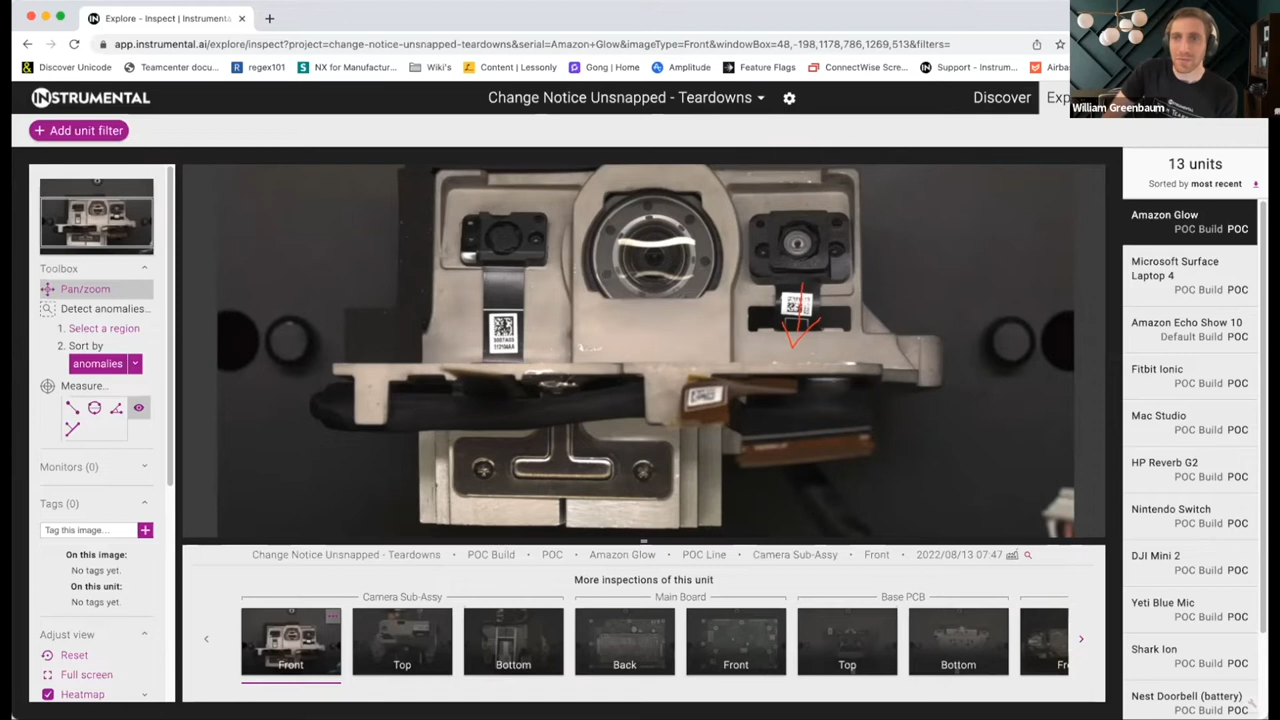 Explore - Inspect | Instrumenta
app.instrumental.ai/explore/inspect?project=change-notice-unsnapped-teardowns&serial=Amazon+Glow&imageType=Front&windowBox=48,-198,1178,786,1269,513&filters=
Discover Unicode
Teamcenter docu...
regex101
NX for Manufactur...
Wiki's
Content | Lessonly
Gong | Home
Amplitude
Feature Flags
ConnectWise Scr...
Support - Instrum...
Airbas
INSTRUMENTAL
Change Notice Unsnapped - Teardowns
Discover
Exp
William Greenbaum
+ Add unit filter
13 units
Sorted by most recent
Toolbox
Pan/zoom
Detect anomalies...
1. Select a region
2. Sort by
anomalies
Measure...
Monitors (0)
Tags (0)
Tag this image...
On this image:
No tags yet.
On this unit:
No tags yet.
Adjust view
Reset
Full screen
Heatmap
Change Notice Unsnapped - Teardowns • POC Build • POC • Amazon Glow • POC Line • Camera Sub-Assy • Front • 2022/08/13 07:47
More inspections of this unit
Camera Sub-Assy
Main Board
Base PCB
Front
Top
Bottom
Back
Front
Top
Bottom
Fr
Amazon Glow
POC Build POC
Microsoft Surface
Laptop 4
POC Build POC
Amazon Echo Show 10
Default Build POC
Fitbit Ionic
POC Build POC
Mac Studio
POC Build POC
HP Reverb G2
POC Build POC
Nintendo Switch
POC Build POC
DJI Mini 2
POC Build POC
Yeti Blue Mic
POC Build POC
Shark Ion
POC Build POC
Nest Doorbell (battery)
POC Build POC